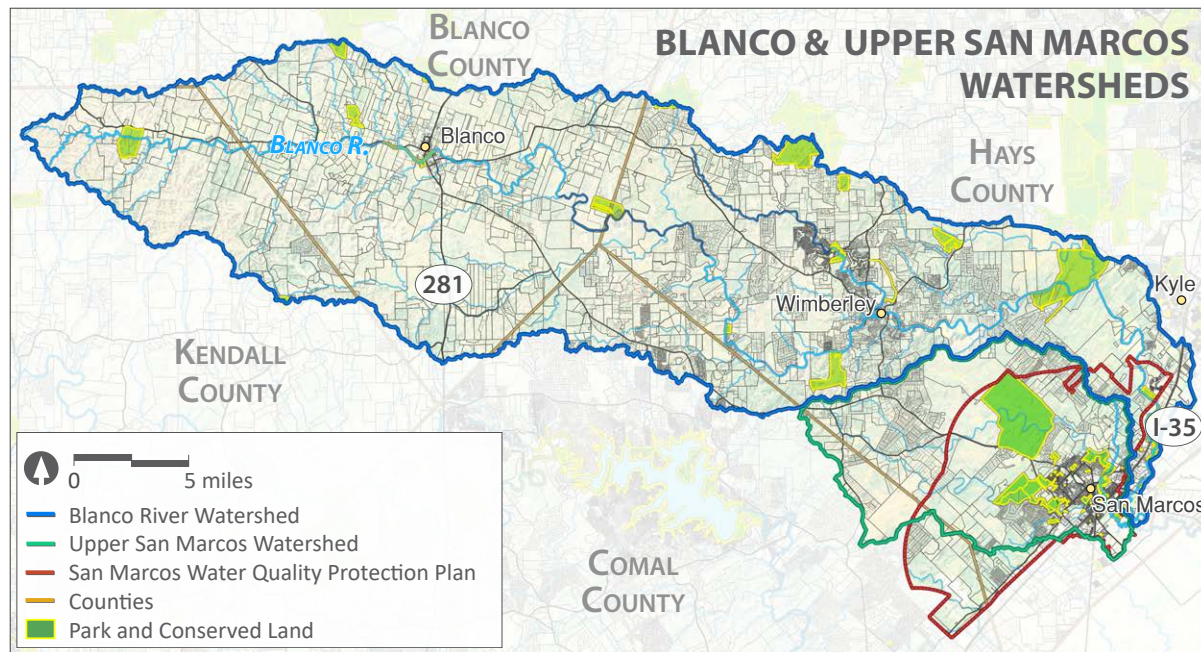 BLANCO & UPPER SAN MARCOS
WATERSHEDS
BLANCO
COUNTY
Blanco
BLANCO R.
HAYS
COUNTY
281
Kyle
Wimberley
KENDALL
COUNTY
I-35
San Marcos
COMAL
COUNTY
0 5 miles
Blanco River Watershed
Upper San Marcos Watershed
San Marcos Water Quality Protection Plan
Counties
Park and Conserved Land